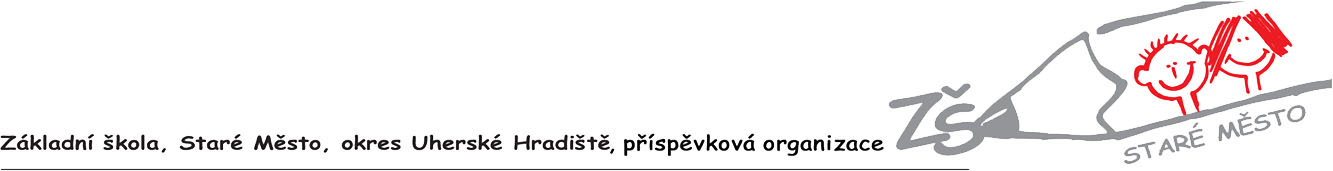 Základní škola, Staré Město, okres Uherské Hradiště, příspěvková organizace
ZŠ
STARÉ MĚSTO